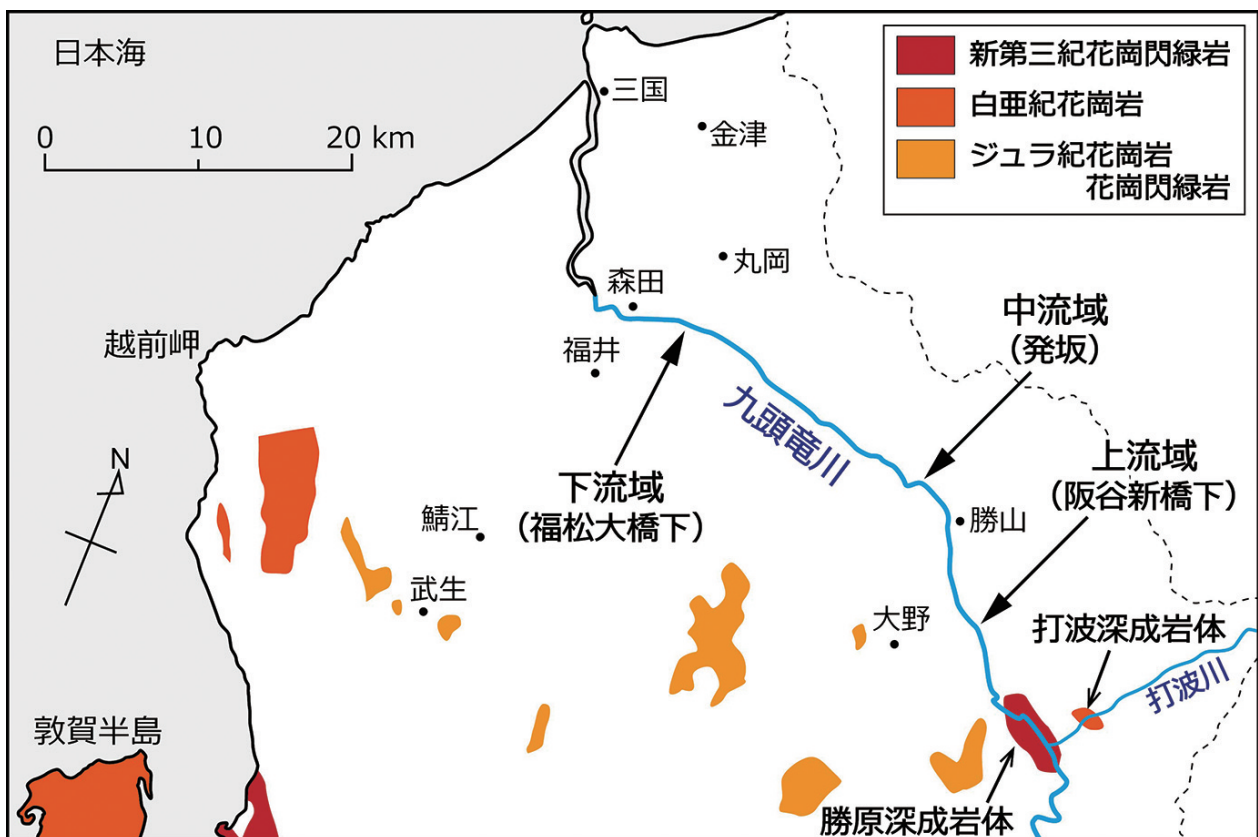 日本海
0 10 20 km
新第三紀花崗閃緑岩
白亜紀花崗岩
ジュラ紀花崗岩
花崗閃緑岩
三国
金津
丸岡
森田
福井
越前岬
中流域
(発坂)
九頭竜川
上流域
(阪谷新橋下)
下流域
(福松大橋下)
N
鯖江
勝山
武生
大野
打波深成岩体
打波川
敦賀半島
勝原深成岩体